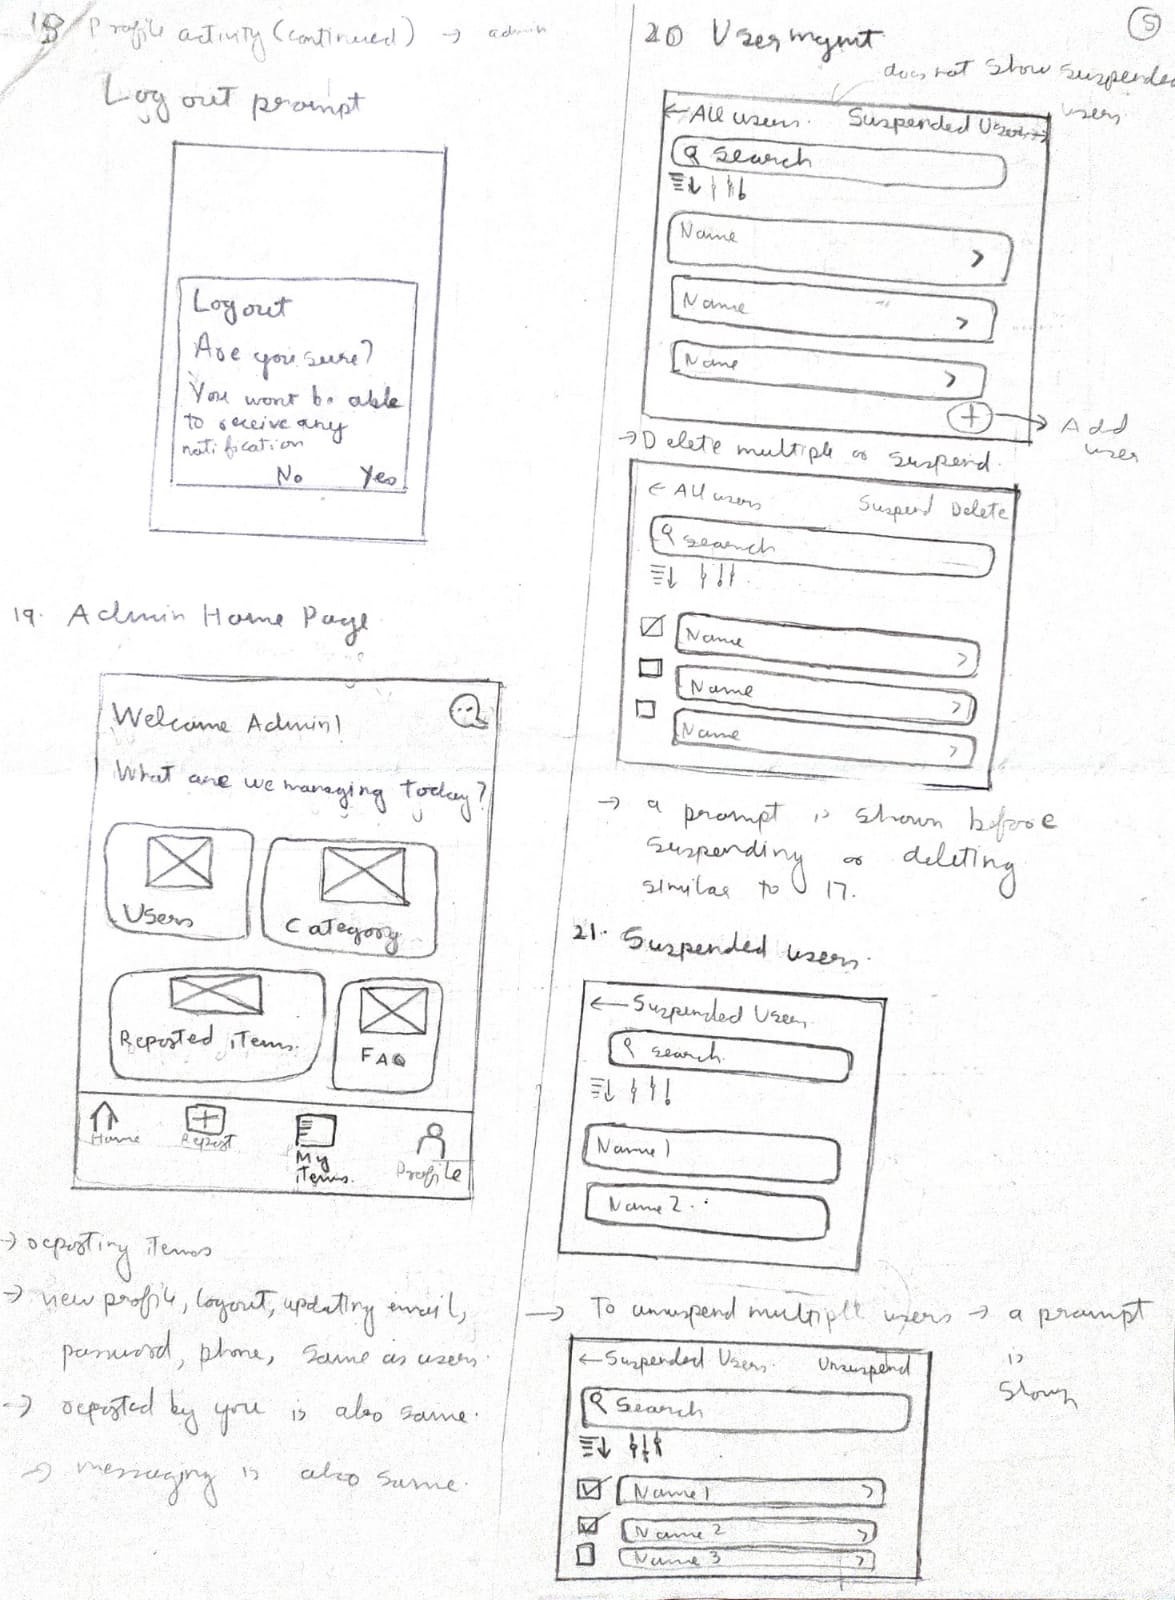 18 Profile activity (continued) → admin
Log out prompt
Log out
Are you sure?
You wont be able
to receive any
notification
No Yes
19. Admin Home Page
Welcome Admin!
What are we managing today?
Users
Category
Reported items.
FAQ
Home
Report
My
items.
Profile
→ reporting items
→ view profile, logout, updating email,
password, phone, same as users.
→ reported by you is also same.
→ messaging is also same.
5
20 User mgmt
does not show suspended
users
← All users. Suspended Users →
Search
Name >
Name >
Name >
+ → Add
user
→ Delete multiple or suspend.
← All users Suspend Delete
search
Name >
Name >
Name >
→ a prompt is shown before
suspending or deleting
similar to 17.
21. Suspended users.
← Suspended Users
search.
Name 1
Name 2..
→ To unsuspend multiple users → a prompt
is
shown
← Suspended Users. Unsuspend
Search
Name 1 >
Name 2 >
Name 3 >